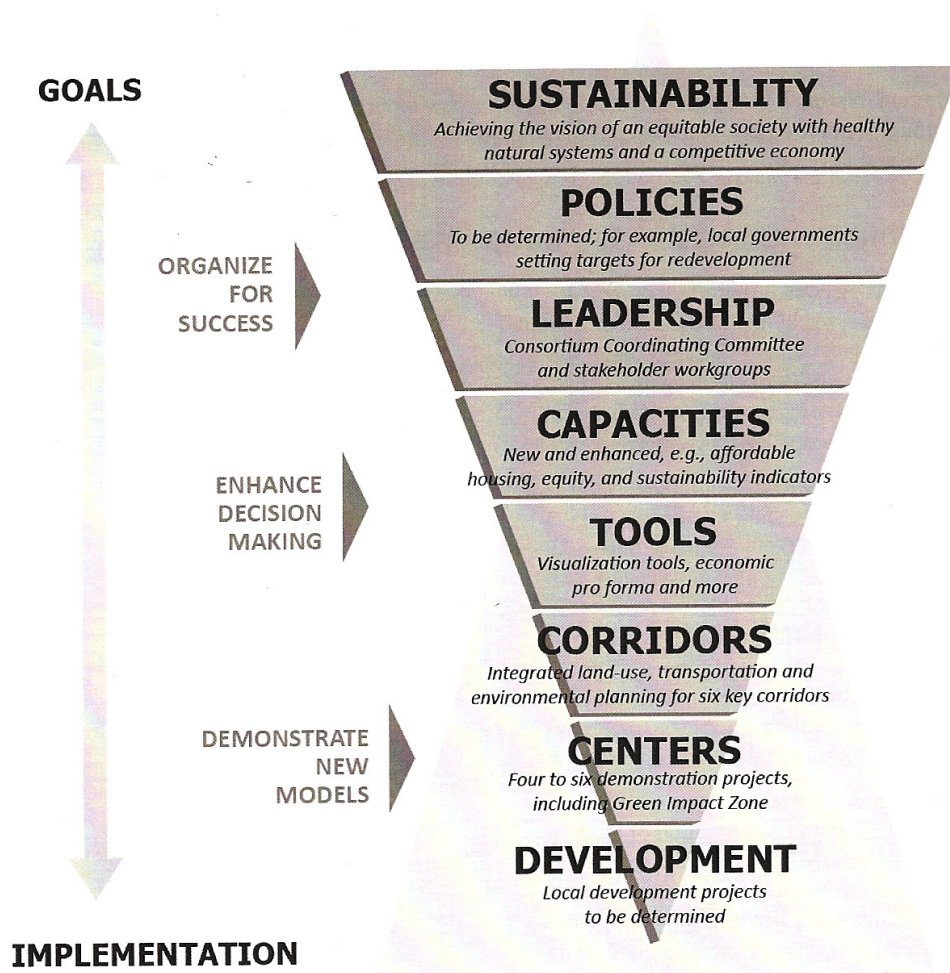 GOALS
SUSTAINABILITY
Achieving the vision of an equitable society with healthy
natural systems and a competitive economy
POLICIES
To be determined; for example, local governments
setting targets for redevelopment
ORGANIZE
FOR
SUCCESS
LEADERSHIP
Consortium Coordinating Committee
and stakeholder workgroups
CAPACITIES
New and enhanced, e.g., affordable
housing, equity, and sustainability indicators
ENHANCE
DECISION
MAKING
TOOLS
Visualization tools, economic
pro forma and more
CORRIDORS
Integrated land-use, transportation and
environmental planning for six key corridors
DEMONSTRATE
NEW
MODELS
CENTERS
Four to six demonstration projects,
including Green Impact Zone
DEVELOPMENT
Local development projects
to be determined
IMPLEMENTATION